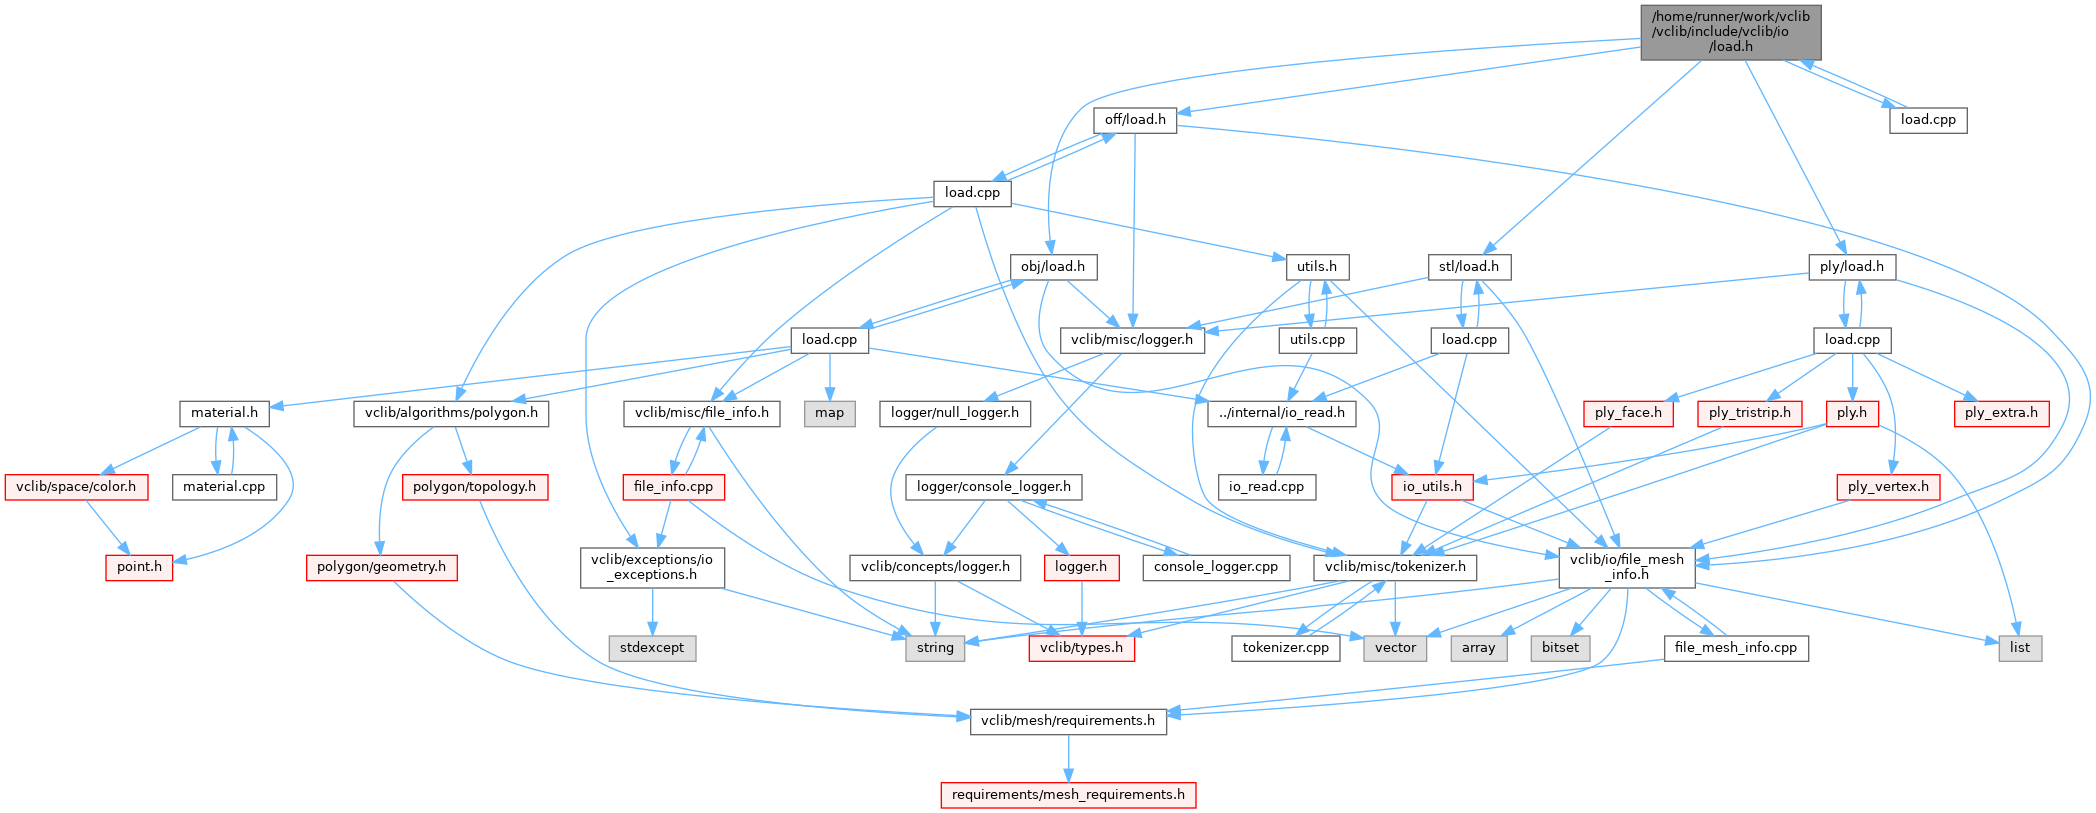 /home/runner/work/vclib
/vclib/include/vclib/io
/load.h
off/load.h
load.cpp
load.cpp
obj/load.h
utils.h
stl/load.h
ply/load.h
load.cpp
vclib/misc/logger.h
utils.cpp
load.cpp
load.cpp
material.h
vclib/algorithms/polygon.h
vclib/misc/file_info.h
map
logger/null_logger.h
../internal/io_read.h
ply_face.h
ply_tristrip.h
ply.h
ply_extra.h
vclib/space/color.h
material.cpp
polygon/topology.h
file_info.cpp
logger/console_logger.h
io_read.cpp
io_utils.h
ply_vertex.h
point.h
polygon/geometry.h
vclib/exceptions/io
_exceptions.h
vclib/concepts/logger.h
logger.h
console_logger.cpp
vclib/misc/tokenizer.h
vclib/io/file_mesh
_info.h
stdexcept
string
vclib/types.h
tokenizer.cpp
vector
array
bitset
file_mesh_info.cpp
list
vclib/mesh/requirements.h
requirements/mesh_requirements.h